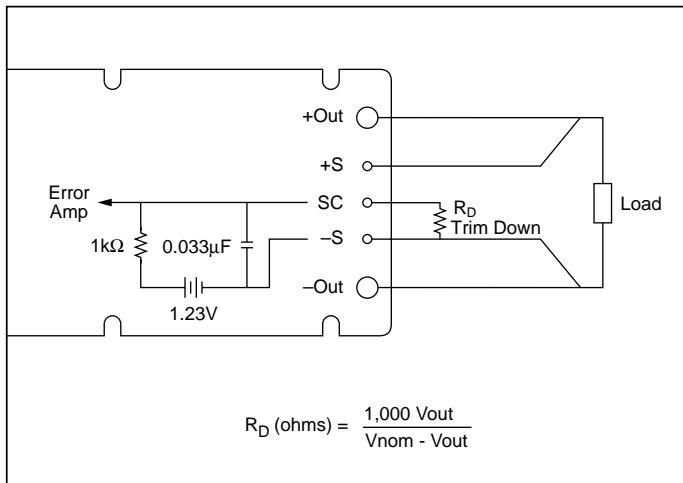 +Out
+S
Error
Amp
SC
R_D
Trim Down
Load
1kΩ
0.033μF
–S
–Out
1.23V
R_D (ohms) = 1,000 Vout / Vnom - Vout